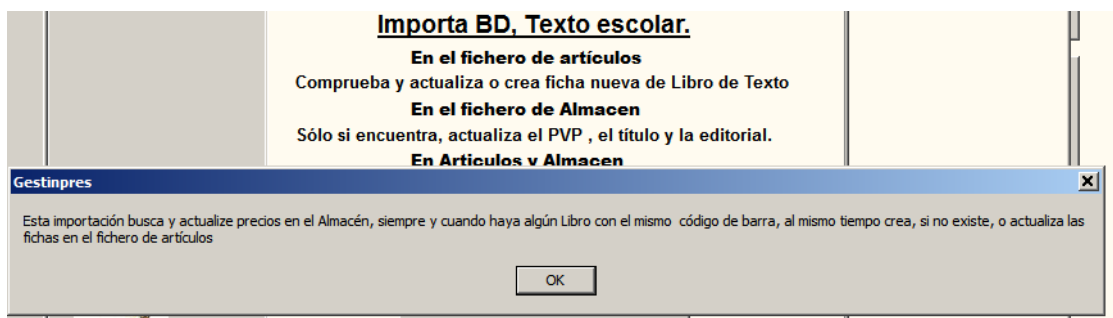 Importa BD, Texto escolar.
En el fichero de artículos
Comprueba y actualiza o crea ficha nueva de Libro de Texto
En el fichero de Almacen
Sólo si encuentra, actualiza el PVP , el título y la editorial.
En Articulos y Almacen
Gestinpres
Esta importación busca y actualize precios en el Almacén, siempre y cuando haya algún Libro con el mismo código de barra, al mismo tiempo crea, si no existe, o actualiza las
fichas en el fichero de artículos
OK